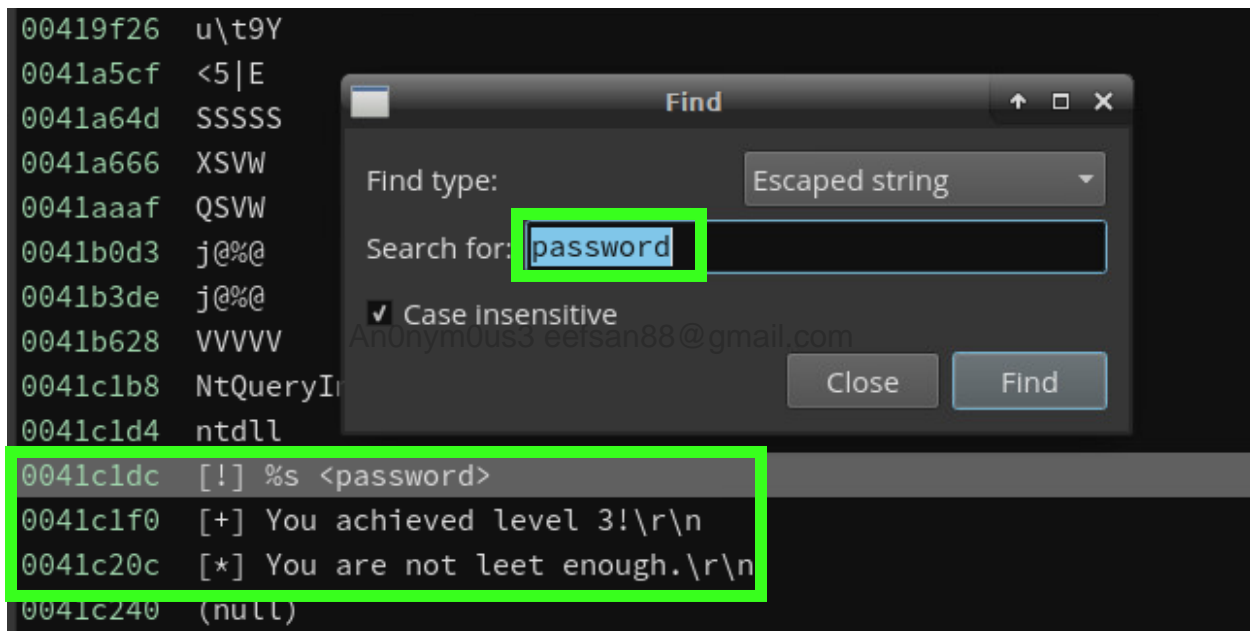 00419f26 u\t9Y
0041a5cf <5|E
0041a64d SSSSS
0041a666 XSVW
0041aaaf QSVW
0041b0d3 j@%@
0041b3de j@%@
0041b628 VVVVV
0041c1b8 NtQueryI
0041c1d4 ntdll
0041c1dc [!] %s <password>
0041c1f0 [+] You achieved level 3!\r\n
0041c20c [*] You are not leet enough.\r\n
0041c240 (null)
Find
Find type: Escaped string
Search for: password
Case insensitive
An0nym0us3 eefsan88@gmail.com
Close Find